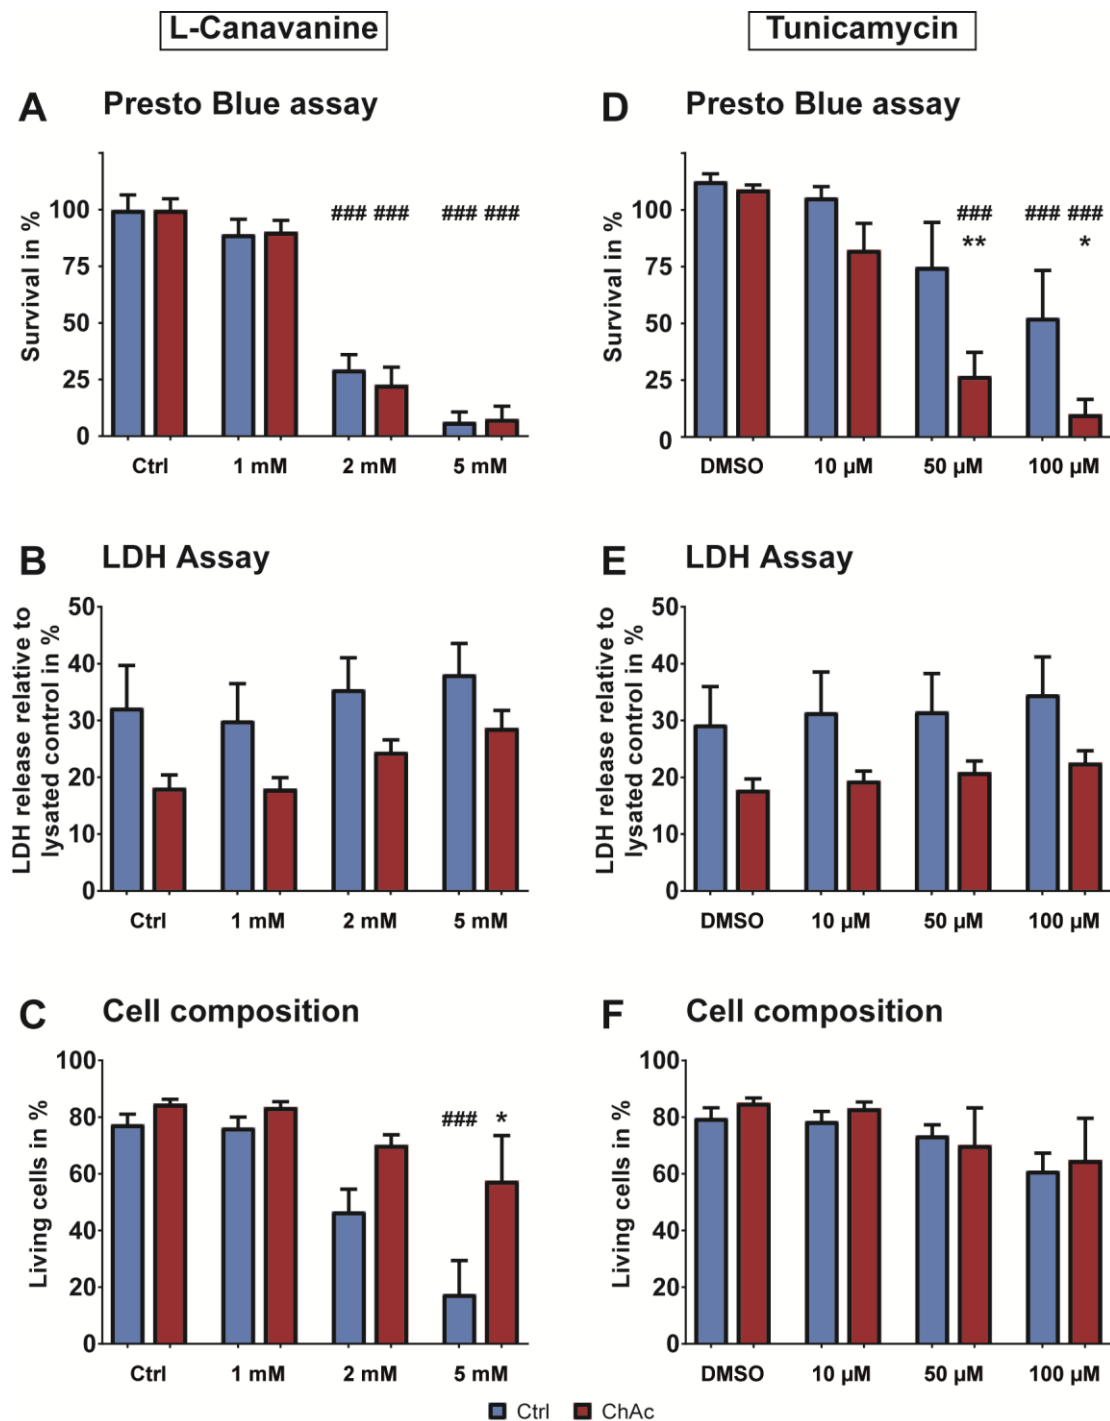 L-Canavanine
Tunicamycin
A Presto Blue assay
Survival in %
100
75
50
25
0
### ### ### ###
Ctrl 1 mM 2 mM 5 mM
D Presto Blue assay
Survival in %
100
75
50
25
0
### ### ###
** *
DMSO 10 µM 50 µM 100 µM
B LDH Assay
LDH release relative to
lysated control in %
50
40
30
20
10
0
Ctrl 1 mM 2 mM 5 mM
E LDH Assay
LDH release relative to
lysated control in %
50
40
30
20
10
0
DMSO 10 µM 50 µM 100 µM
C Cell composition
Living cells in %
100
80
60
40
20
0
### *
Ctrl 1 mM 2 mM 5 mM
F Cell composition
Living cells in %
100
80
60
40
20
0
DMSO 10 µM 50 µM 100 µM
Ctrl ChAc